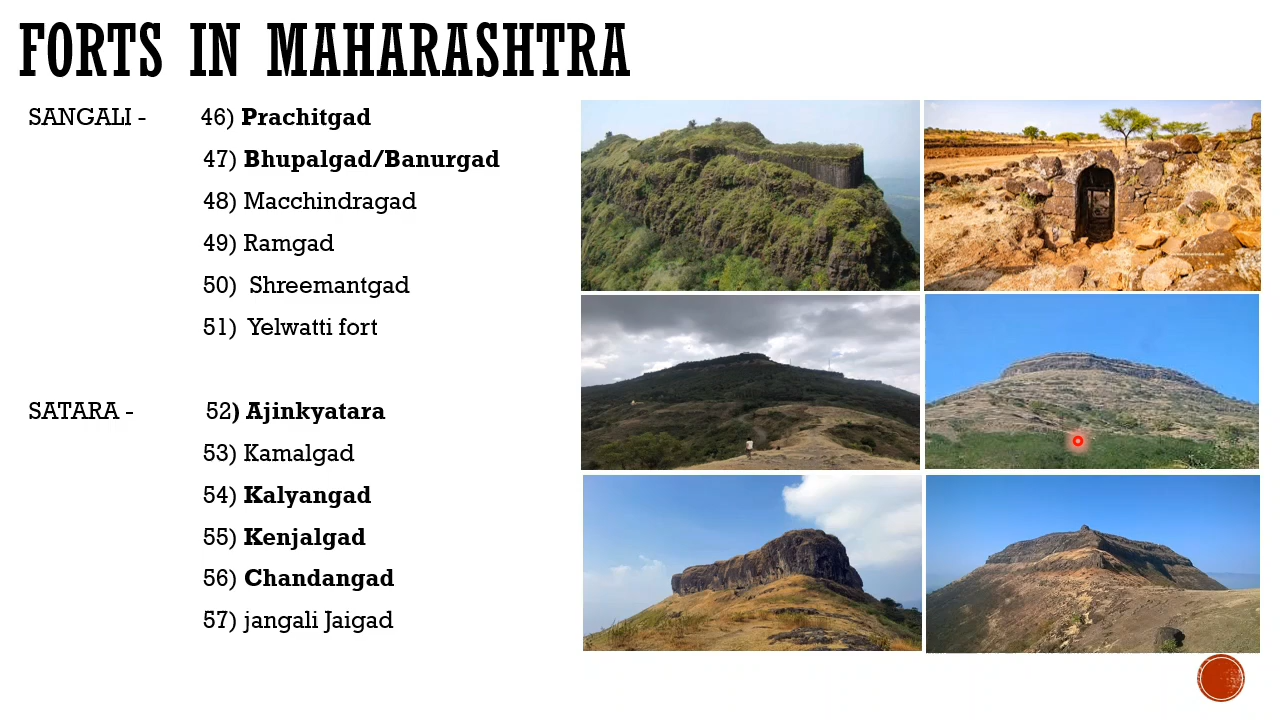 FORTS IN MAHARASHTRA
SANGALI - 46) Prachitgad
47) Bhupalgad/Banurgad
48) Macchindragad
49) Ramgad
50) Shreemantgad
51) Yelwatti fort
SATARA - 52) Ajinkyatara
53) Kamalgad
54) Kalyangad
55) Kenjalgad
56) Chandangad
57) jangali Jaigad